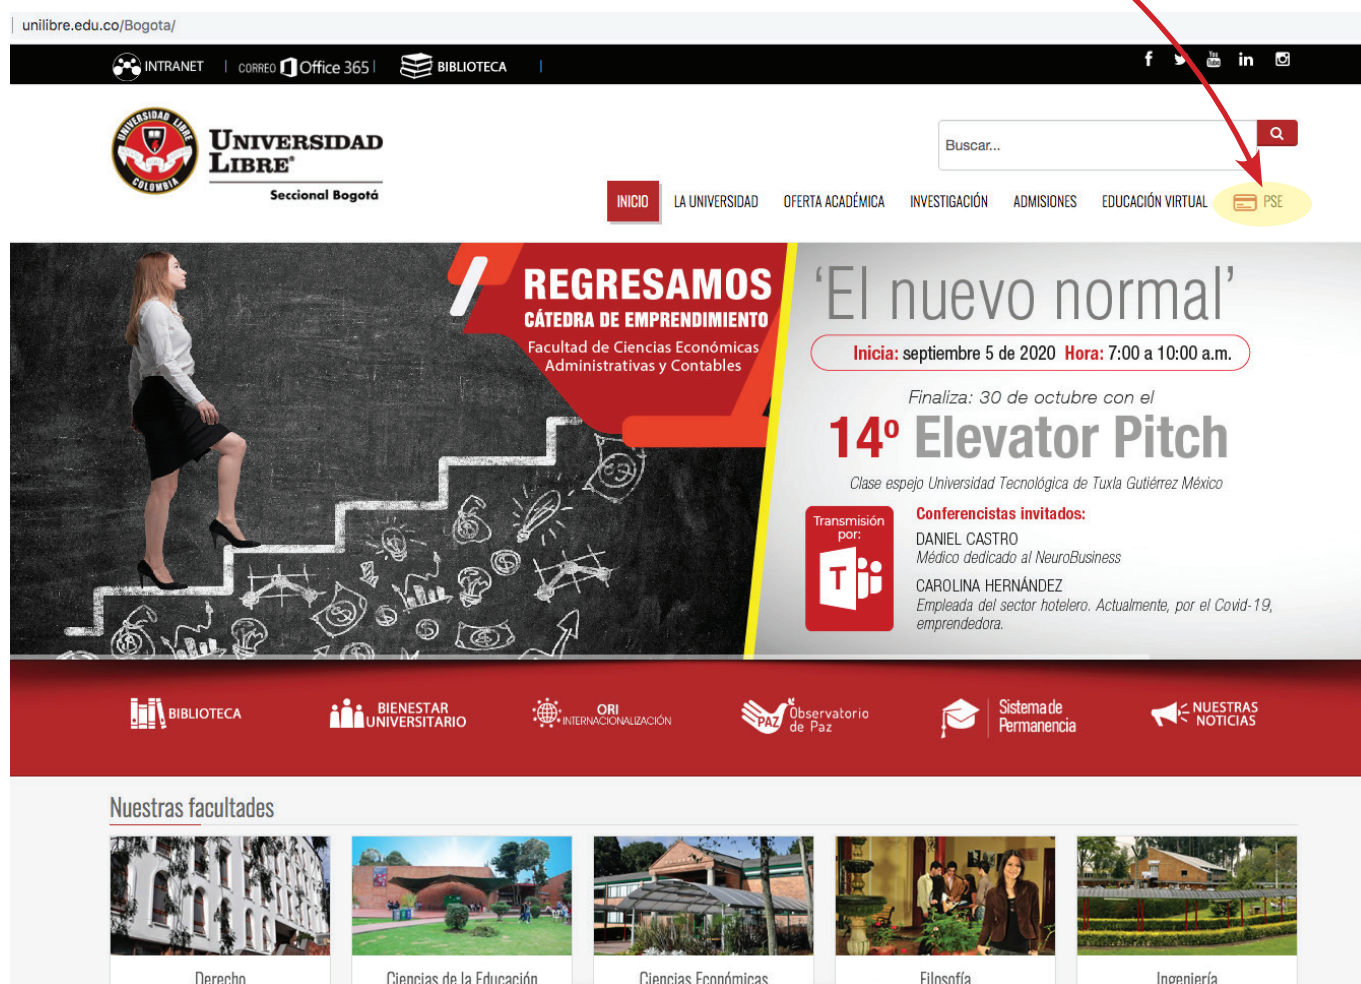 unilibre.edu.co/Bogota/
INTRANET | CORREO Office 365 | BIBLIOTECA |
UNIVERSIDAD
LIBRE®
Seccional Bogotá
UNIVERSIDAD LIBRE
COLOMBIA
Buscar...
INICIO LA UNIVERSIDAD OFERTA ACADÉMICA INVESTIGACIÓN ADMISIONES EDUCACIÓN VIRTUAL PSE
REGRESAMOS
CÁTEDRA DE EMPRENDIMIENTO
Facultad de Ciencias Económicas
Administrativas y Contables
‘El nuevo normal’
Inicia: septiembre 5 de 2020 Hora: 7:00 a 10:00 a.m.
Finaliza: 30 de octubre con el
14º Elevator Pitch
Clase espejo Universidad Tecnológica de Tuxla Gutiérrez México
Transmisión
por:
T
Conferencistas invitados:
DANIEL CASTRO
Médico dedicado al NeuroBusiness
CAROLINA HERNÁNDEZ
Empleada del sector hotelero. Actualmente, por el Covid-19,
emprendedora.
BIBLIOTECA
BIENESTAR
UNIVERSITARIO
ORI
INTERNACIONALIZACIÓN
PAZ
Observatorio
de Paz
Sistema de
Permanencia
NUESTRAS
NOTICIAS
Nuestras facultades
Derecho
Ciencias de la Educación
Ciencias Económicas
Filosofía
Ingeniería